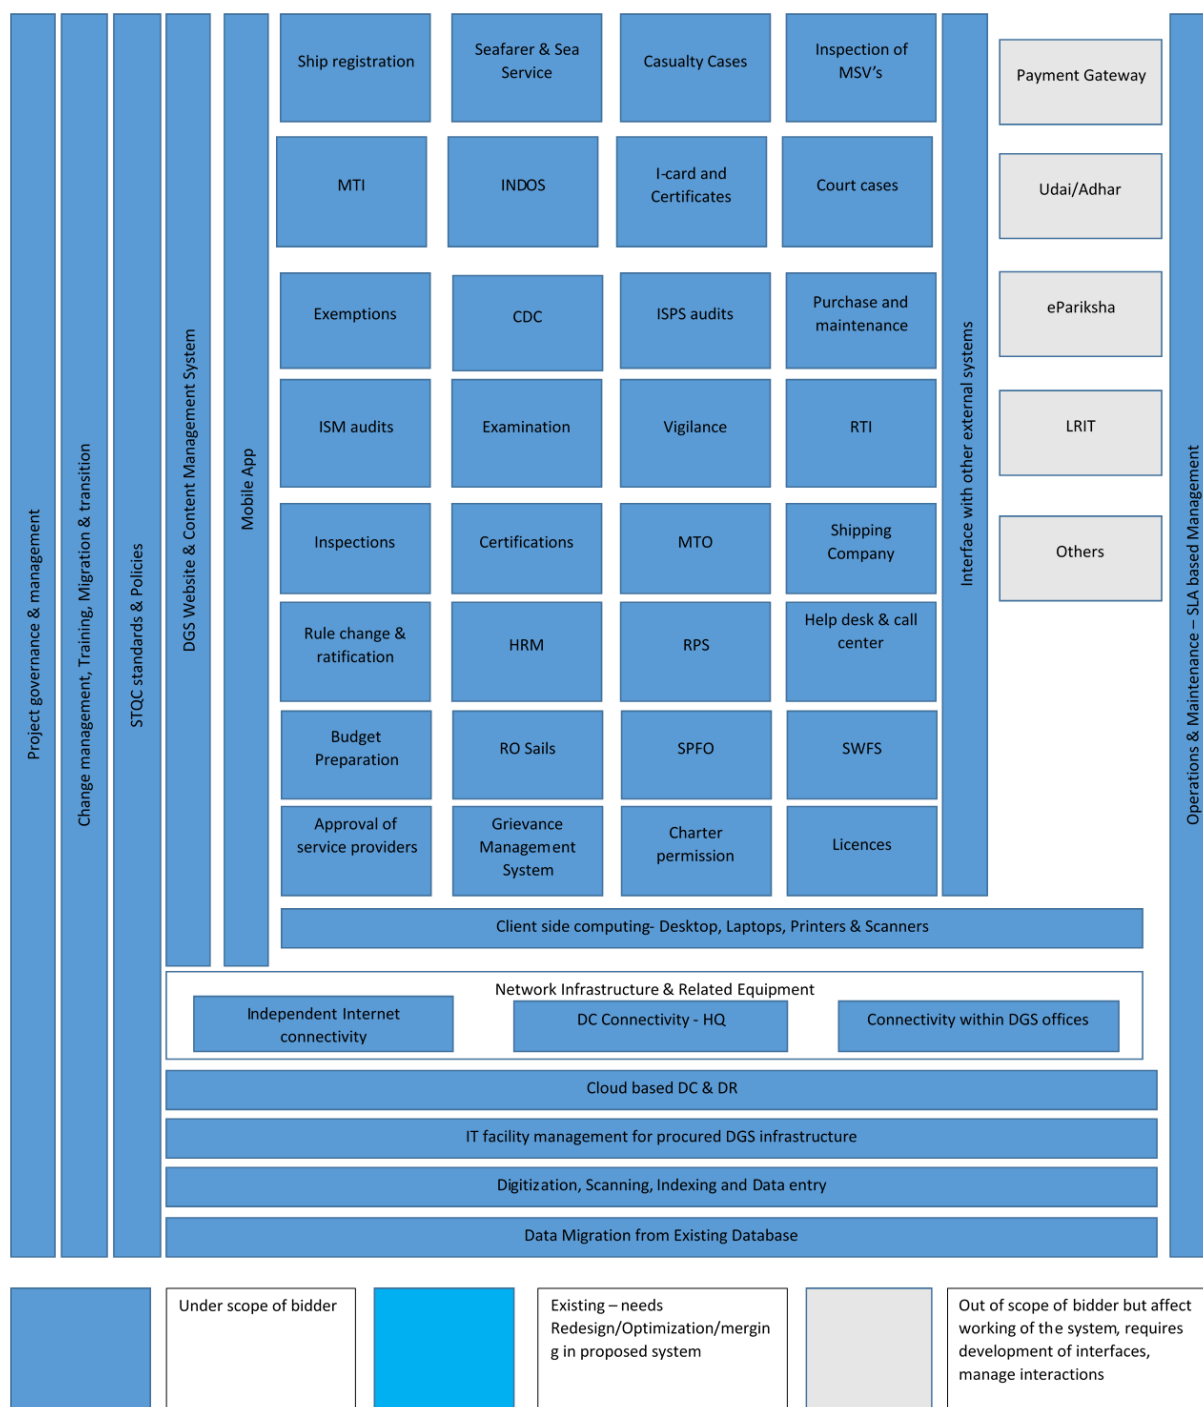 Project governance & management
Change management, Training, Migration & transition
STQC standards & Policies
DGS Website & Content Management System
Mobile App
Ship registration
Seafarer & Sea
Service
Casualty Cases
Inspection of
MSV's
MTI
INDOS
I-card and
Certificates
Court cases
Exemptions
CDC
ISPS audits
Purchase and
maintenance
ISM audits
Examination
Vigilance
RTI
Inspections
Certifications
MTO
Shipping
Company
Rule change &
ratification
HRM
RPS
Help desk & call
center
Budget
Preparation
RO Sails
SPFO
SWFS
Approval of
service providers
Grievance
Management
System
Charter
permission
Licences
Interface with other external systems
Payment Gateway
Udai/Adhar
ePariksha
LRIT
Others
Operations & Maintenance – SLA based Management
Client side computing- Desktop, Laptops, Printers & Scanners
Network Infrastructure & Related Equipment
Independent Internet
connectivity
DC Connectivity - HQ
Connectivity within DGS offices
Cloud based DC & DR
IT facility management for procured DGS infrastructure
Digitization, Scanning, Indexing and Data entry
Data Migration from Existing Database
Under scope of bidder
Existing – needs
Redesign/Optimization/mergin
g in proposed system
Out of scope of bidder but affect
working of the system, requires
development of interfaces,
manage interactions